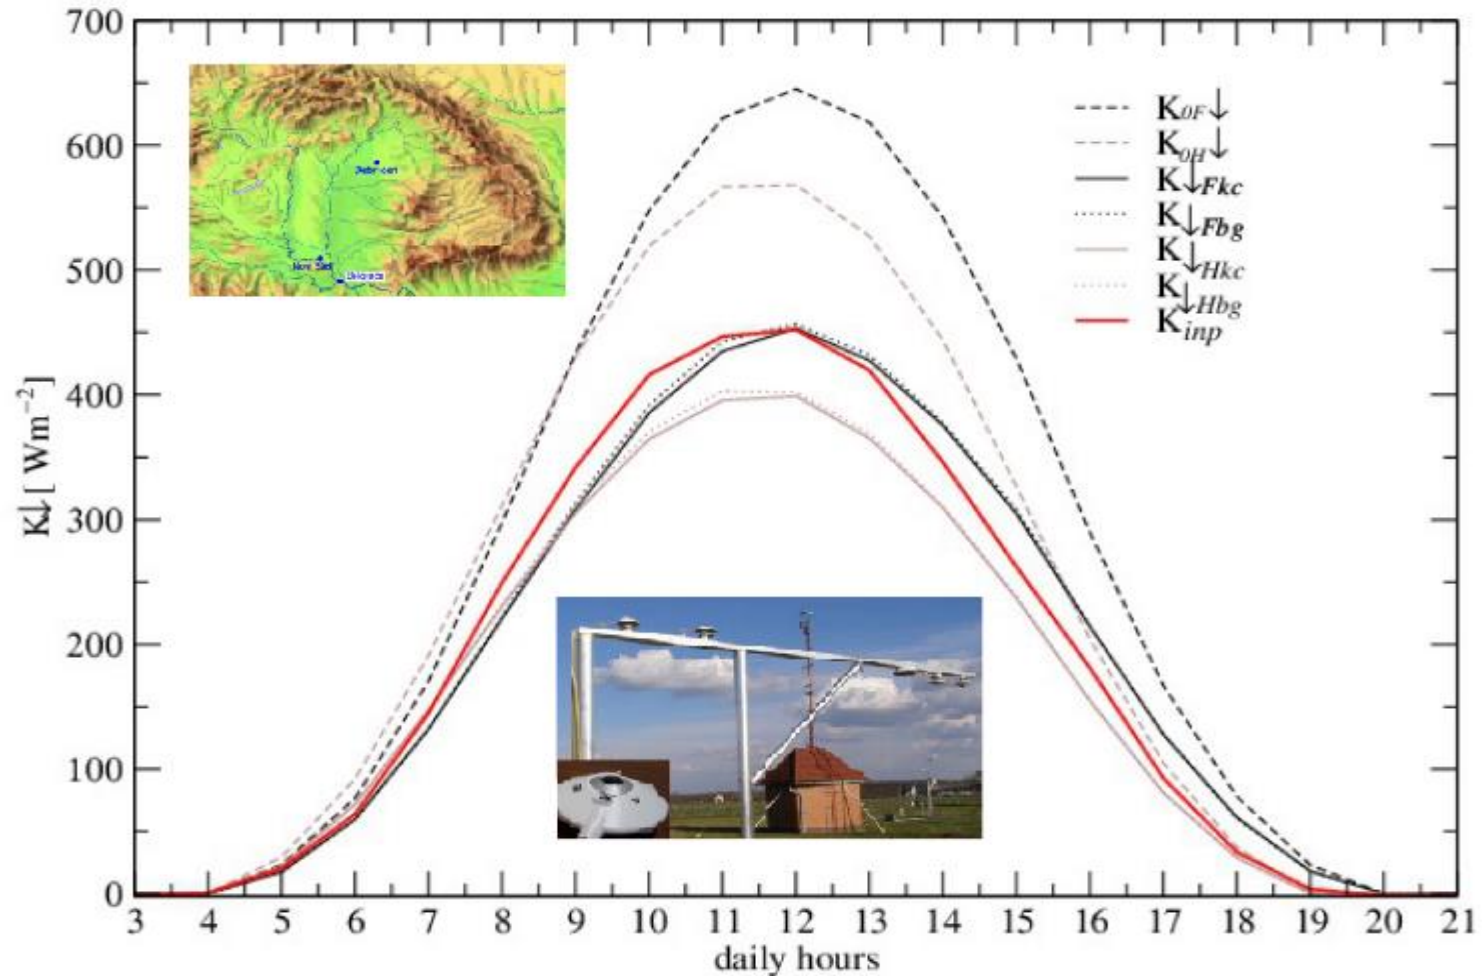 700
600
500
400
300
200
100
0
K↓[ Wm⁻²]
3 4 5 6 7 8 9 10 11 12 13 14 15 16 17 18 19 20 21
daily hours
K0F↓
K0H↓
K↓Fkc
K↓Fbg
K↓Hkc
K↓Hbg
Kinp
Novi Sad